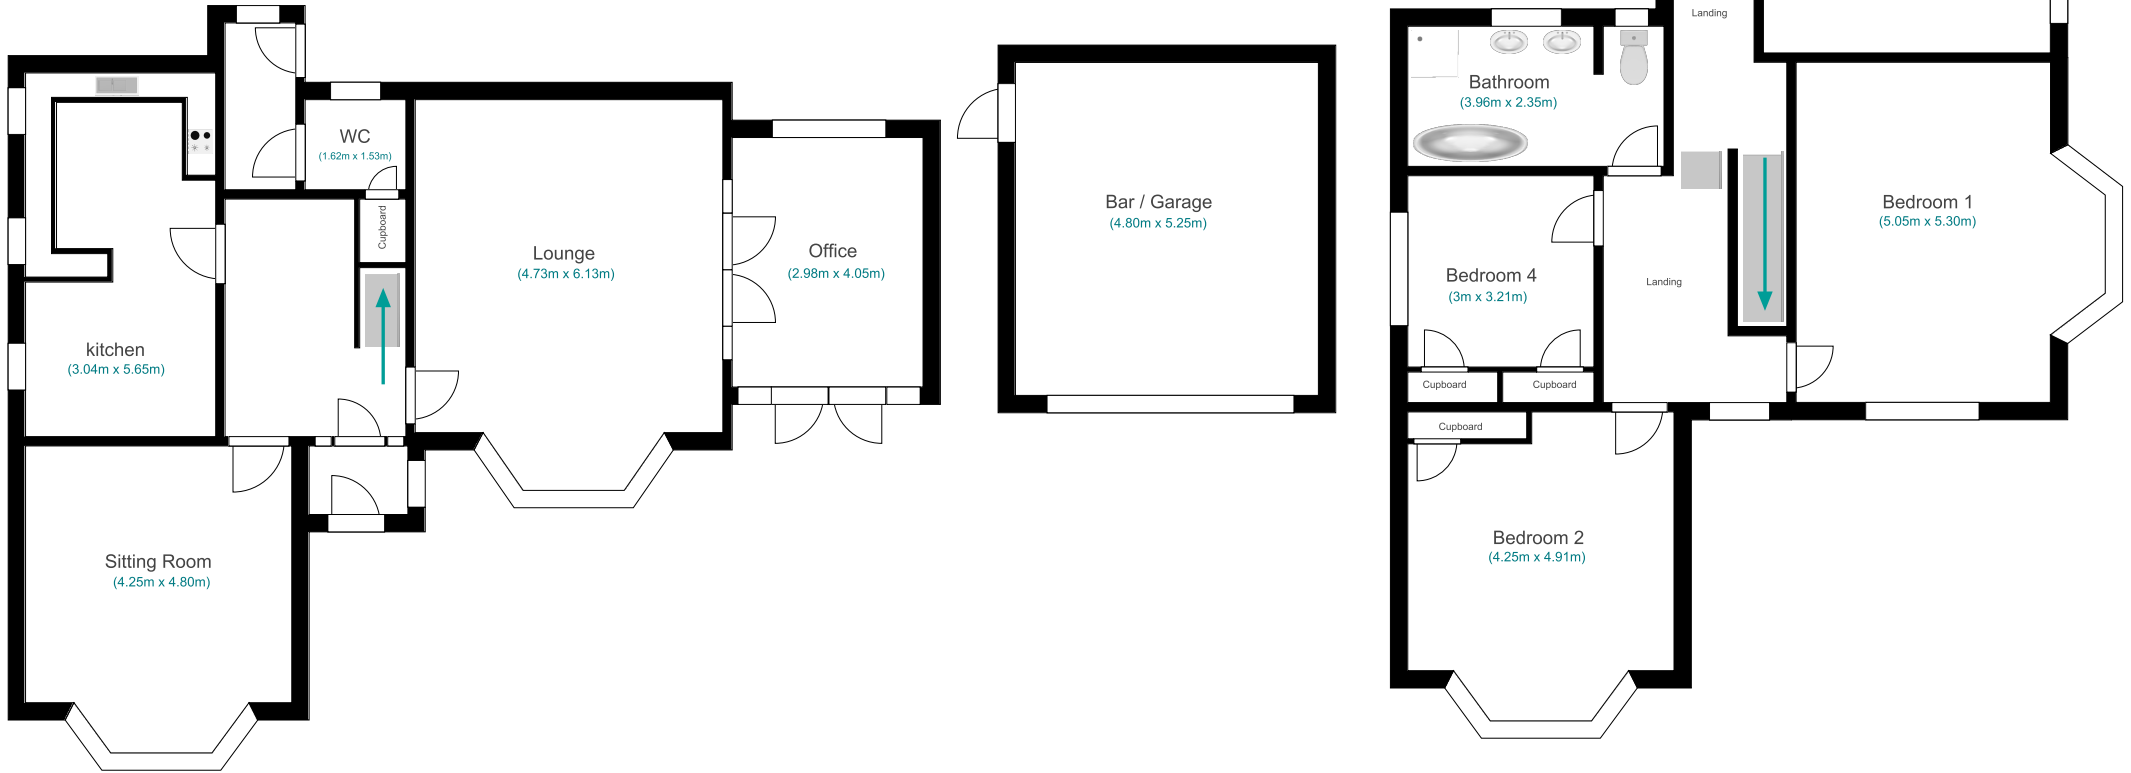 WC
(1.62m x 1.53m)
Cupboard
Lounge
(4.73m x 6.13m)
Office
(2.98m x 4.05m)
kitchen
(3.04m x 5.65m)
Sitting Room
(4.25m x 4.80m)
Bar / Garage
(4.80m x 5.25m)
Landing
Bathroom
(3.96m x 2.35m)
Bedroom 1
(5.05m x 5.30m)
Bedroom 4
(3m x 3.21m)
Landing
Cupboard
Cupboard
Cupboard
Bedroom 2
(4.25m x 4.91m)